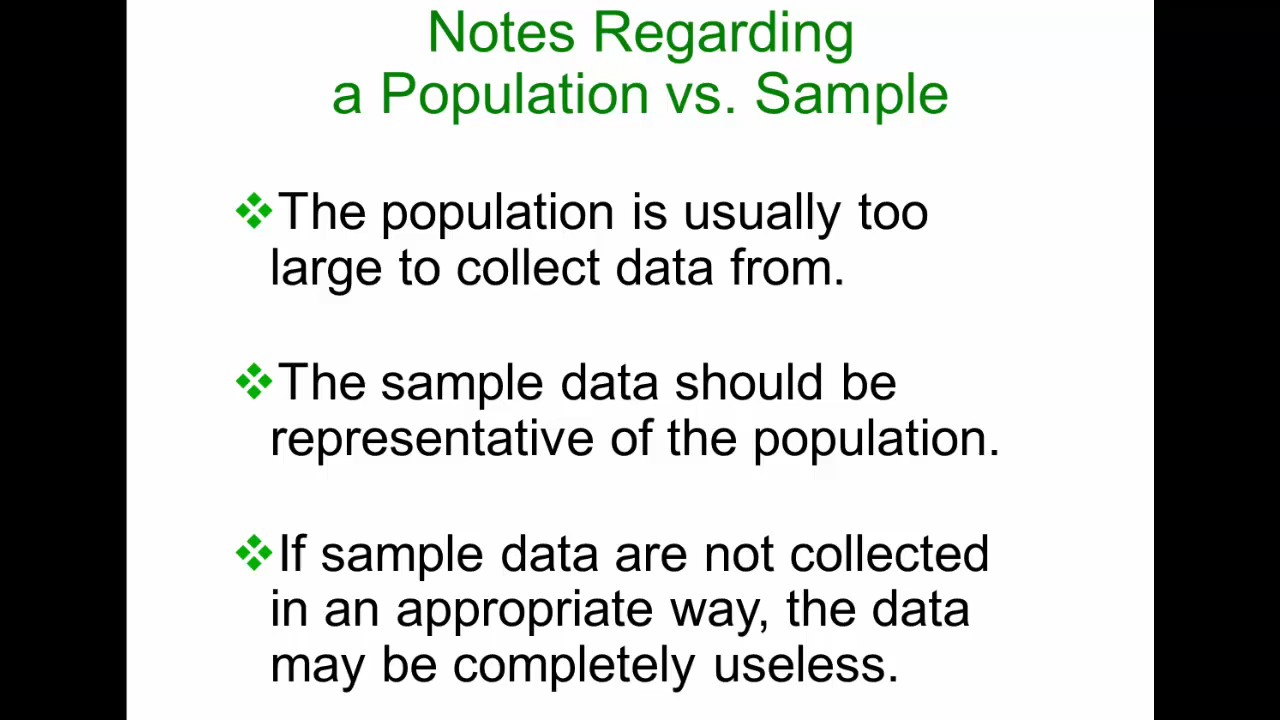 Notes Regarding
a Population vs. Sample
❖The population is usually too
large to collect data from.
❖The sample data should be
representative of the population.
❖If sample data are not collected
in an appropriate way, the data
may be completely useless.